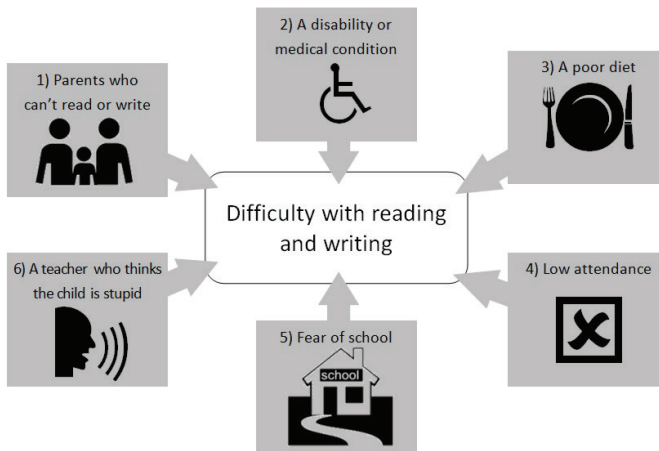 1) Parents who
can't read or write
2) A disability or
medical condition
3) A poor diet
Difficulty with reading
and writing
6) A teacher who thinks
the child is stupid
5) Fear of school
school
4) Low attendance